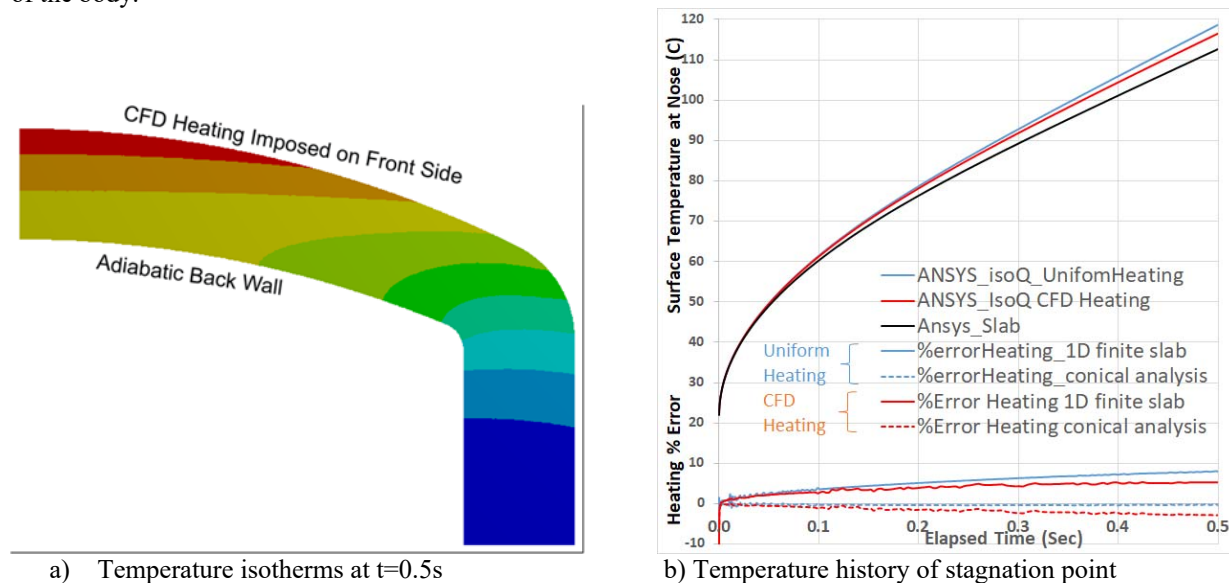 of the body.
CFD Heating Imposed on Front Side
Adiabatic Back Wall
a) Temperature isotherms at t=0.5s
Surface Temperature at Nose (C)
Heating % Error
120
110
100
90
80
70
60
50
40
30
20
10
0
-10
0.0
0.1
0.2
0.3
0.4
0.5
Elapsed Time (Sec)
ANSYS_isoQ_UnifomHeating
ANSYS_IsoQ CFD Heating
Ansys_Slab
Uniform
Heating
%errorHeating_1D finite slab
%errorHeating_conical analysis
CFD
Heating
%Error Heating 1D finite slab
%Error Heating conical analysis
b) Temperature history of stagnation point